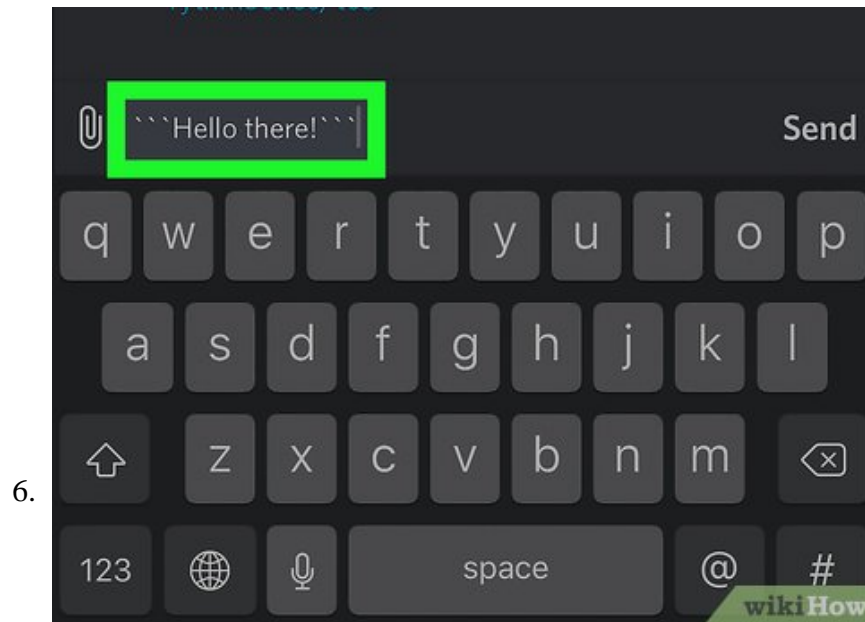 ```Hello there!```
Send
q w e r t y u i o p
a s d f g h j k l
z x c v b n m
6.
123 space @ #
wikiHow